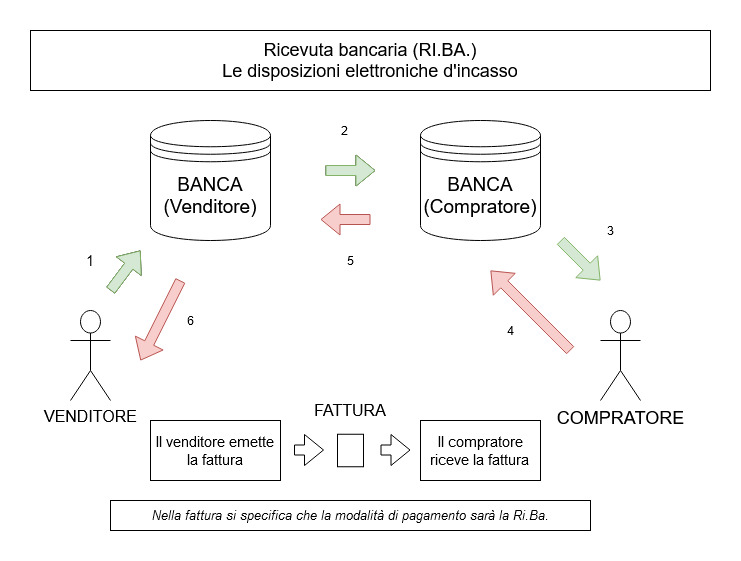 Ricevuta bancaria (RI.BA.)
Le disposizioni elettroniche d'incasso
2
BANCA
(Venditore)
BANCA
(Compratore)
3
1
5
6
4
VENDITORE
FATTURA
COMPRATORE
Il venditore emette
la fattura
Il compratore
riceve la fattura
Nella fattura si specifica che la modalità di pagamento sarà la Ri.Ba.